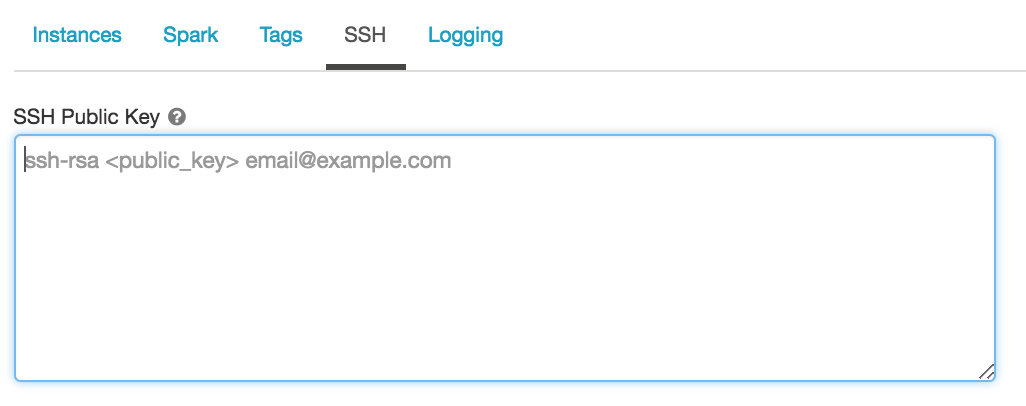 Instances Spark Tags SSH Logging
SSH Public Key ?
ssh-rsa <public_key> email@example.com